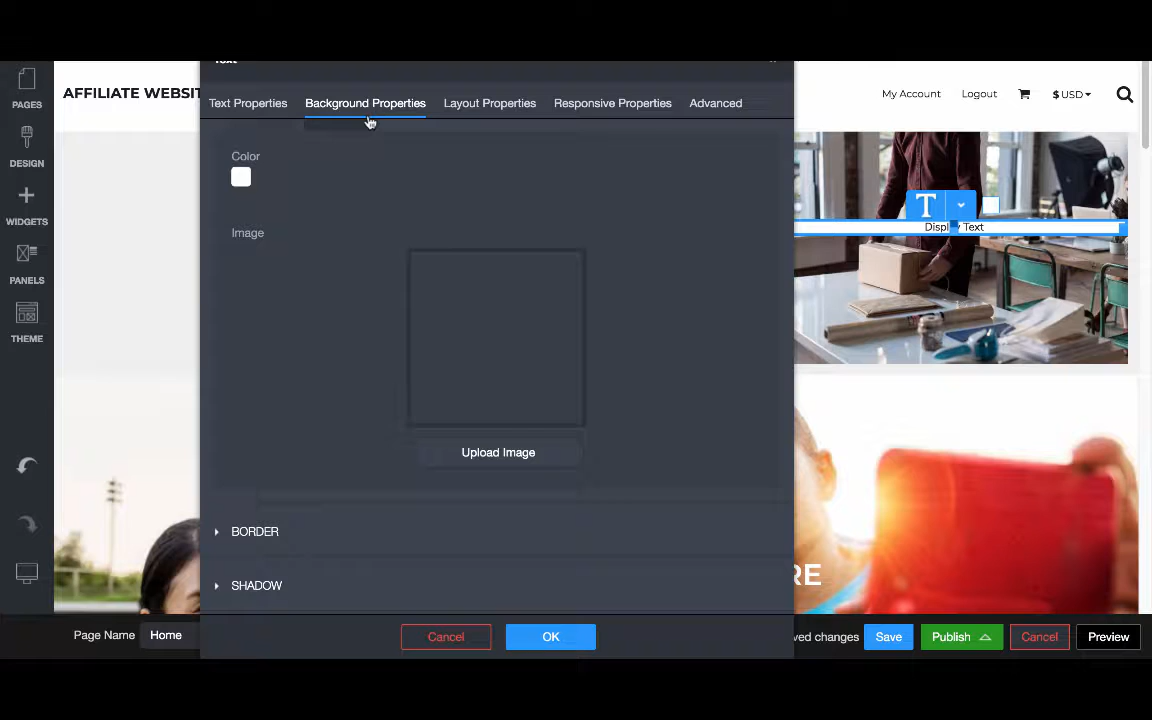 AFFILIATE WEBSIT
Text Properties
Background Properties
Layout Properties
Responsive Properties
Advanced
My Account
Logout
$ USD
PAGES
DESIGN
WIDGETS
PANELS
THEME
Color
Image
Upload Image
BORDER
SHADOW
T
Display Text
RE
Page Name
Home
Cancel
OK
ved changes
Save
Publish
Cancel
Preview